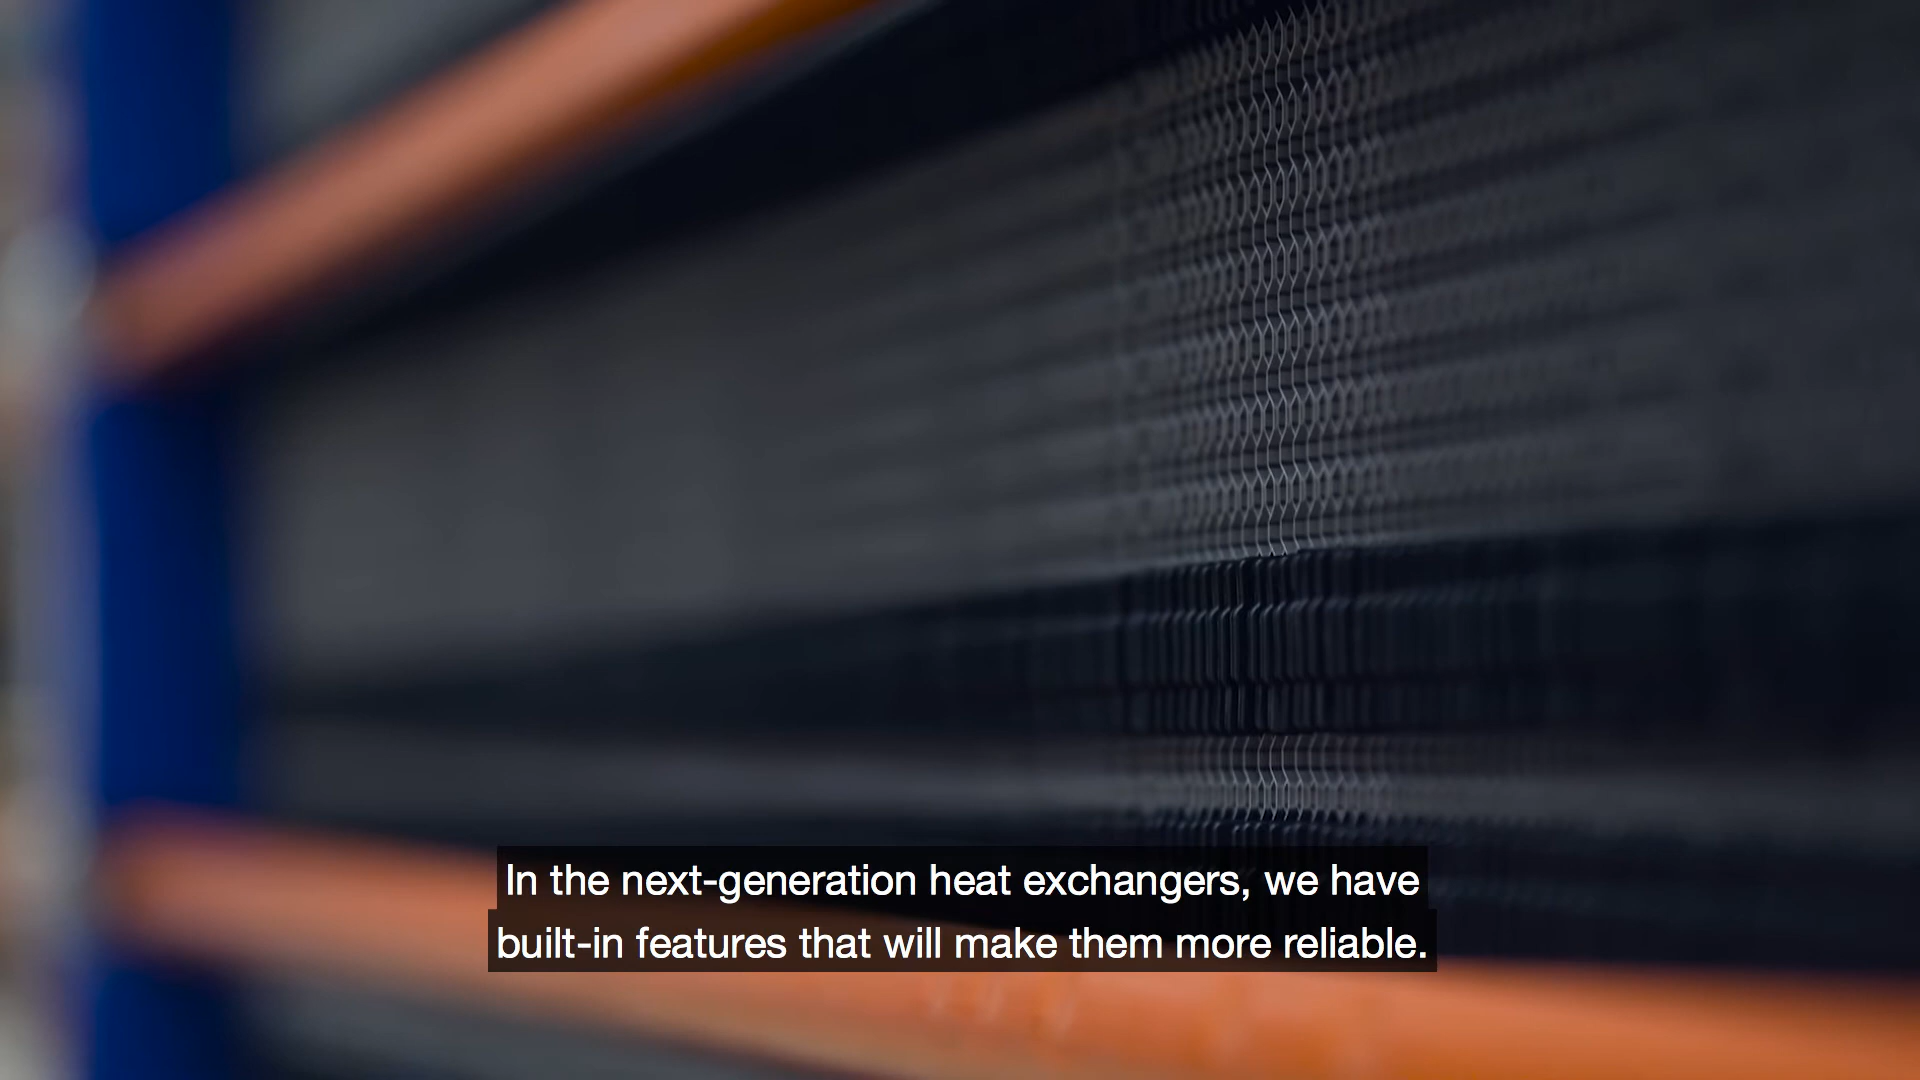 In the next-generation heat exchangers, we have
built-in features that will make them more reliable.